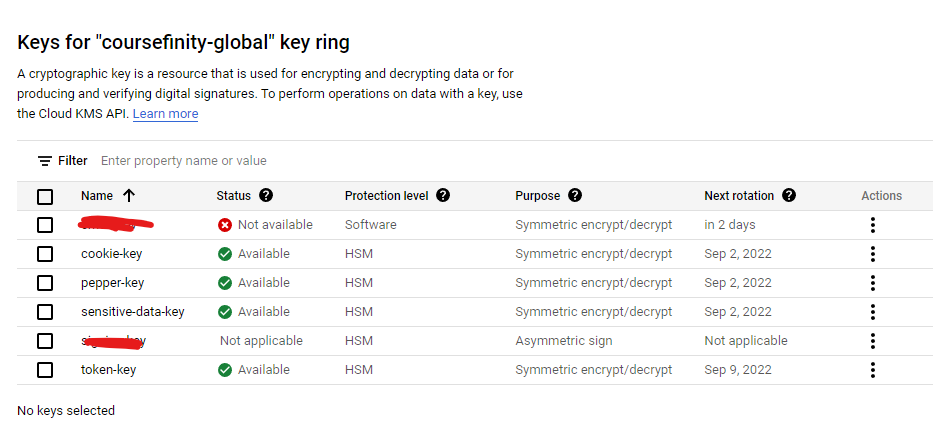 Keys for "coursefinity-global" key ring
A cryptographic key is a resource that is used for encrypting and decrypting data or for
producing and verifying digital signatures. To perform operations on data with a key, use
the Cloud KMS API. Learn more
Filter Enter property name or value
Name Status Protection level Purpose Next rotation Actions
Not available Software Symmetric encrypt/decrypt in 2 days
cookie-key Available HSM Symmetric encrypt/decrypt Sep 2, 2022
pepper-key Available HSM Symmetric encrypt/decrypt Sep 2, 2022
sensitive-data-key Available HSM Symmetric encrypt/decrypt Sep 2, 2022
Not applicable HSM Asymmetric sign Not applicable
token-key Available HSM Symmetric encrypt/decrypt Sep 9, 2022
No keys selected